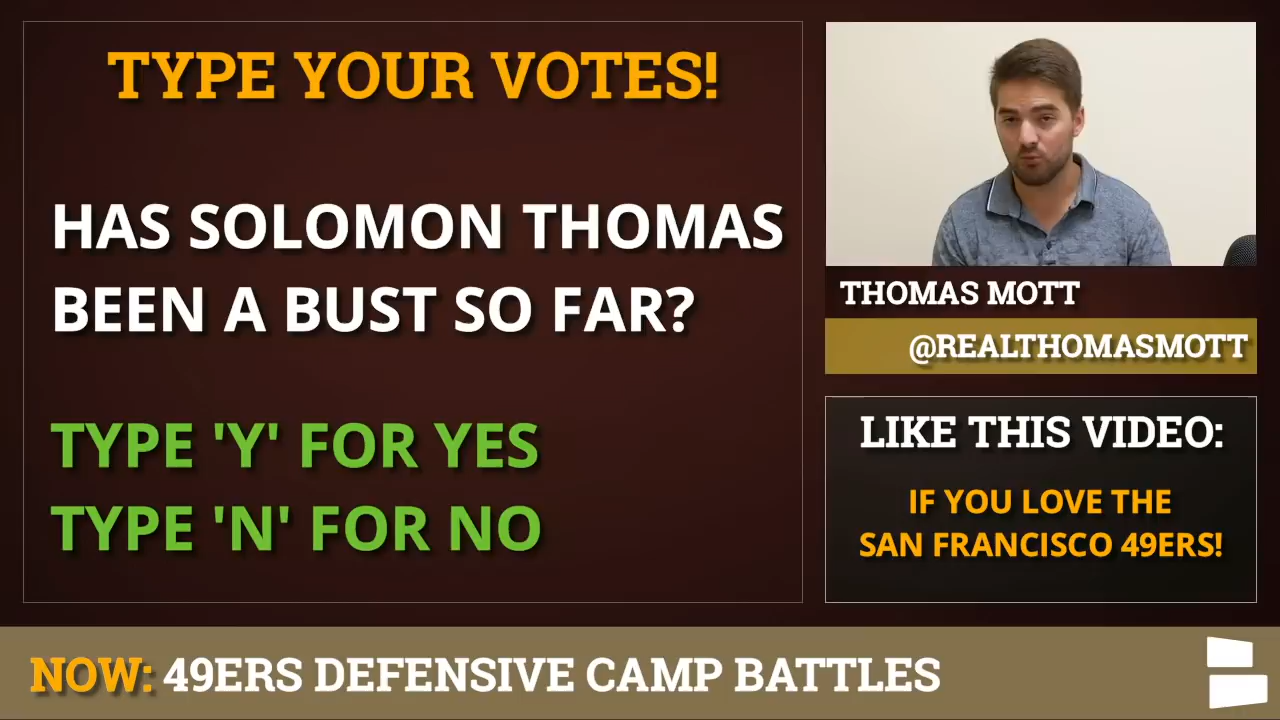 TYPE YOUR VOTES!
HAS SOLOMON THOMAS
BEEN A BUST SO FAR?
TYPE 'Y' FOR YES
TYPE 'N' FOR NO
THOMAS MOTT
@REALTHOMASMOTT
LIKE THIS VIDEO:
IF YOU LOVE THE
SAN FRANCISCO 49ERS!
NOW: 49ERS DEFENSIVE CAMP BATTLES